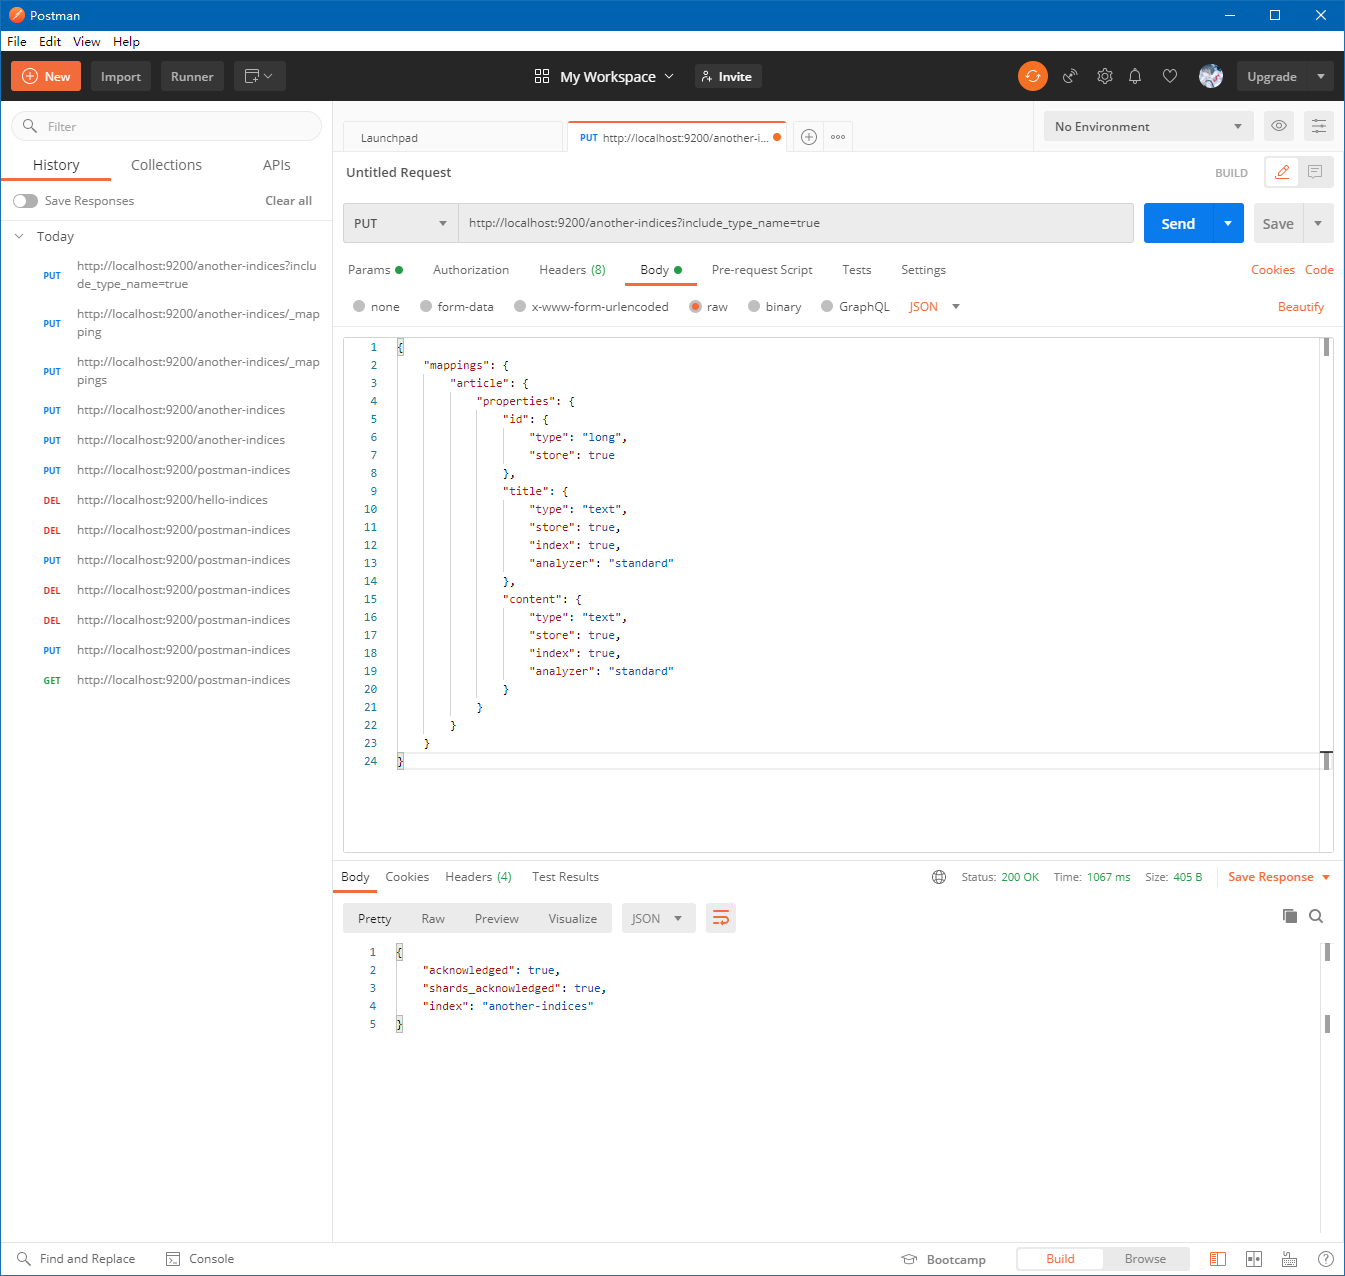 Postman
File Edit View Help
New Import Runner My Workspace Invite Upgrade
Filter
History Collections APIs
Save Responses Clear all
Today
PUT http://localhost:9200/another-indices?inclu
de_type_name=true
PUT http://localhost:9200/another-indices/_map
ping
PUT http://localhost:9200/another-indices/_map
pings
PUT http://localhost:9200/another-indices
PUT http://localhost:9200/another-indices
PUT http://localhost:9200/postman-indices
DEL http://localhost:9200/hello-indices
DEL http://localhost:9200/postman-indices
PUT http://localhost:9200/postman-indices
DEL http://localhost:9200/postman-indices
DEL http://localhost:9200/postman-indices
PUT http://localhost:9200/postman-indices
GET http://localhost:9200/postman-indices
Launchpad PUT http://localhost:9200/another-i... No Environment
Untitled Request BUILD
PUT http://localhost:9200/another-indices?include_type_name=true Send Save
Params Authorization Headers (8) Body Pre-request Script Tests Settings Cookies Code
none form-data x-www-form-urlencoded raw binary GraphQL JSON Beautify
1 {
2 "mappings": {
3 "article": {
4 "properties": {
5 "id": {
6 "type": "long",
7 "store": true
8 },
9 "title": {
10 "type": "text",
11 "store": true,
12 "index": true,
13 "analyzer": "standard"
14 },
15 "content": {
16 "type": "text",
17 "store": true,
18 "index": true,
19 "analyzer": "standard"
20 }
21 }
22 }
23 }
24 }
Body Cookies Headers (4) Test Results Status: 200 OK Time: 1067 ms Size: 405 B Save Response
Pretty Raw Preview Visualize JSON
1 {
2 "acknowledged": true,
3 "shards_acknowledged": true,
4 "index": "another-indices"
5 }
Find and Replace Console Bootcamp Build Browse